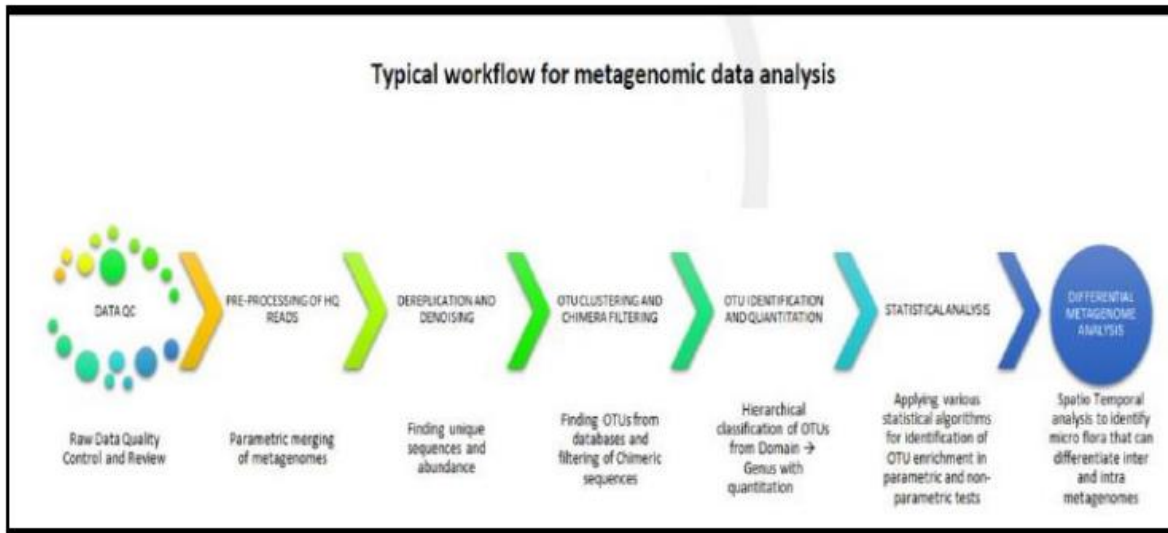 Typical workflow for metagenomic data analysis
DATA QC
PRE-PROCESSING OF HQ
READS
DEREPLICATION AND
DENOISING
OTU CLUSTERING AND
CHIMERA FILTERING
OTU IDENTIFICATION
AND QUANTITATION
STATISTICAL ANALYSIS
DIFFERENTIAL
METAGENOME
ANALYSIS
Raw Data Quality
Control and Review
Parametric merging
of metagenomes
Finding unique
sequences and
abundance
Finding OTUs from
databases and
filtering of Chimeric
sequences
Hierarchical
classification of OTUs
from Domain →
Genus with
quantitation
Applying various
statistical algorithms
for identification of
OTU enrichment in
parametric and non-
parametric tests
Spatio Temporal
analysis to identify
micro flora that can
differentiate inter
and intra
metagenomes